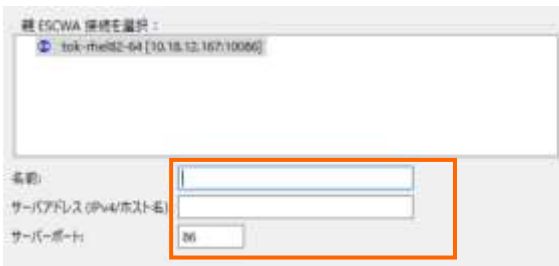 親 ESCWA 接続を選択：
tok-rhel82-64 [10.18.12.167:10086]
名前:
サーバアドレス (IPv4/ホスト名)
サーバーポート:
86